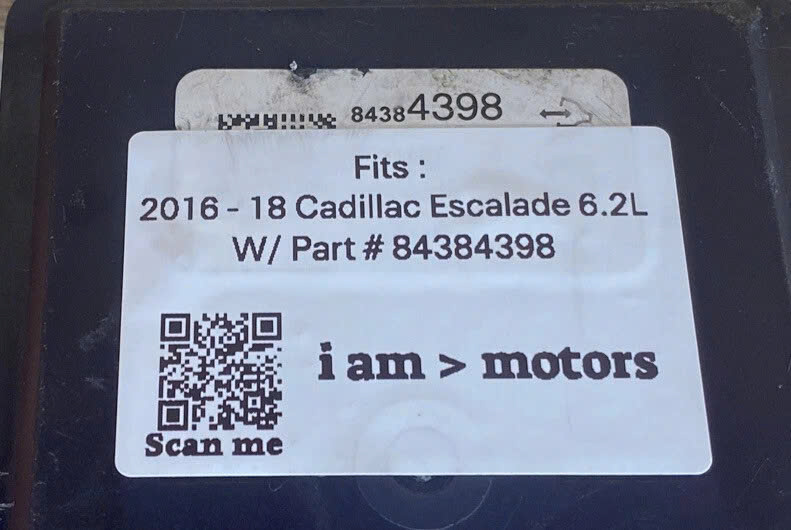 84384398
Fits :
2016 - 18 Cadillac Escalade 6.2L
W/ Part # 84384398
i am > motors
Scan me